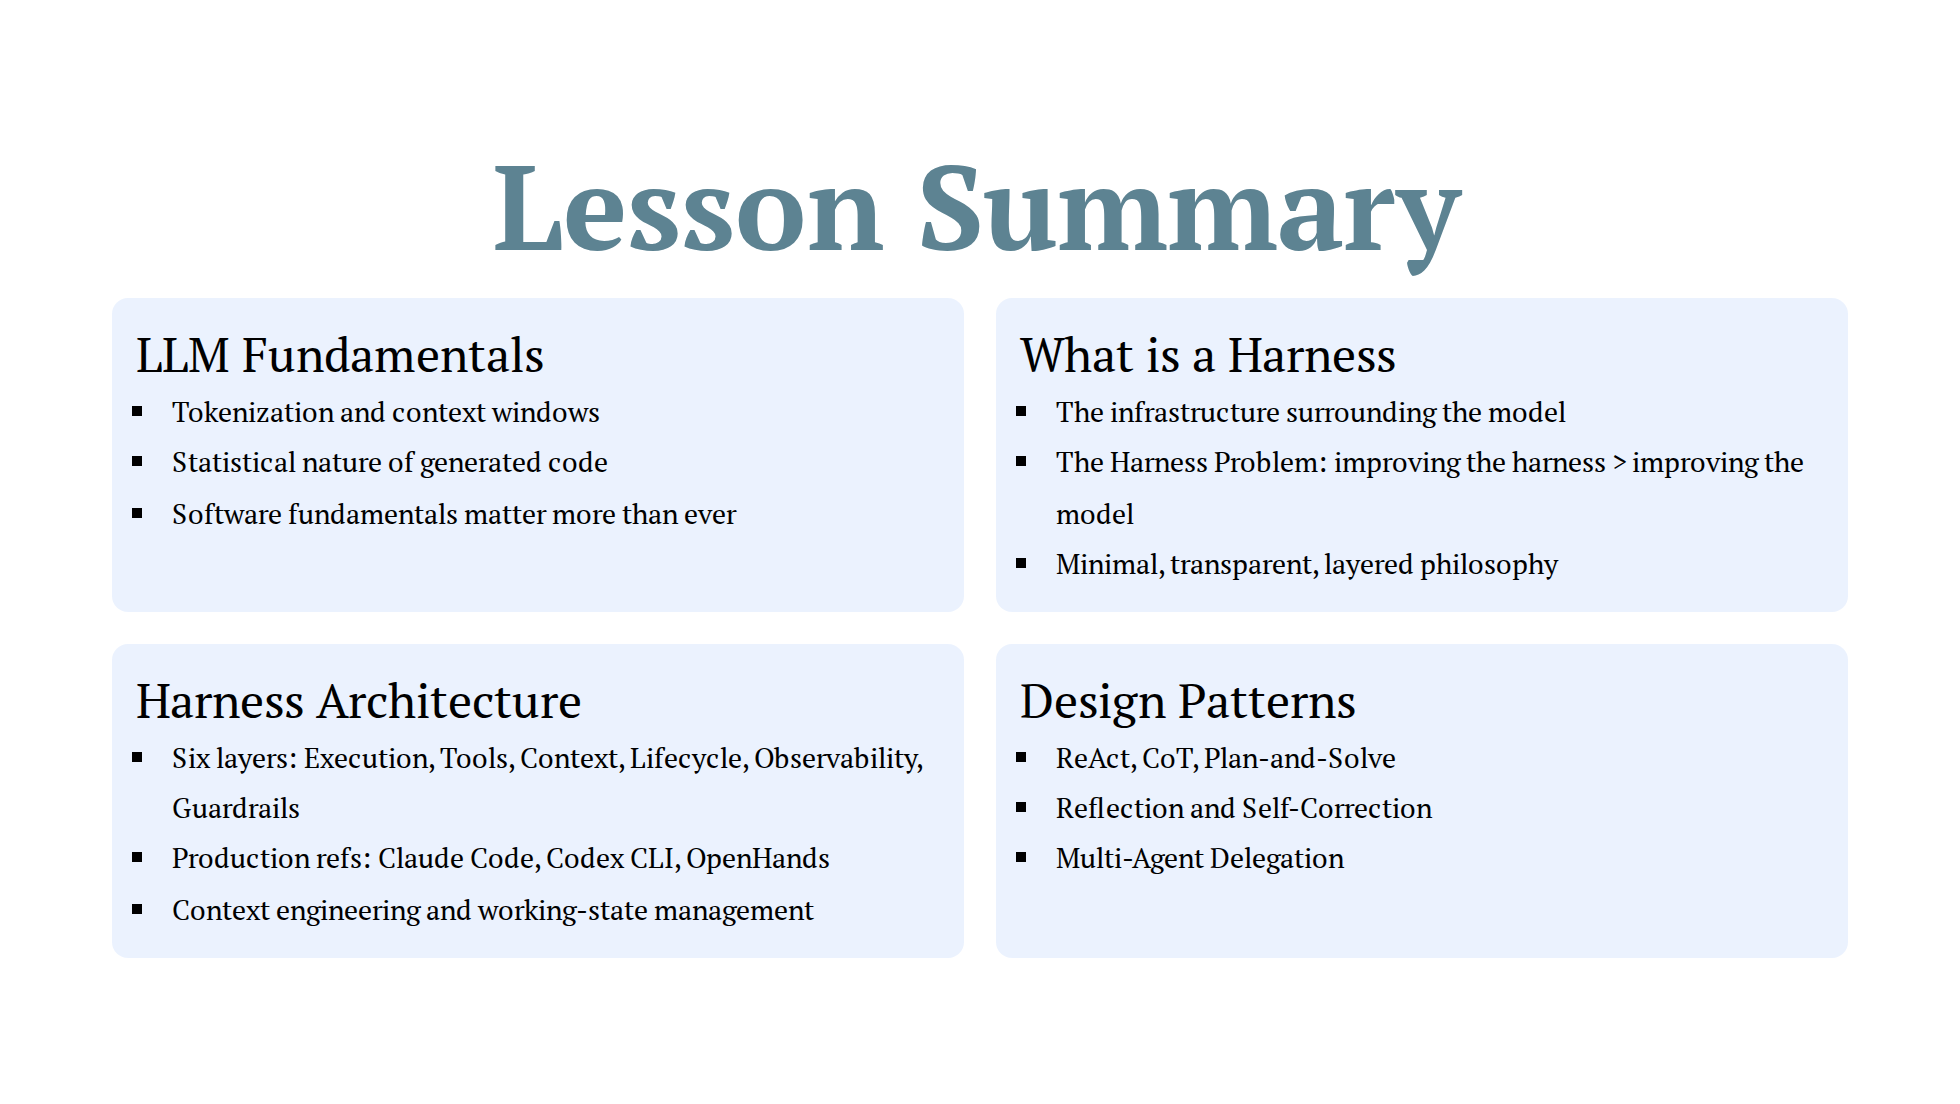 Lesson Summary
LLM Fundamentals
▪ Tokenization and context windows
▪ Statistical nature of generated code
▪ Software fundamentals matter more than ever
What is a Harness
▪ The infrastructure surrounding the model
▪ The Harness Problem: improving the harness > improving the
model
▪ Minimal, transparent, layered philosophy
Harness Architecture
▪ Six layers: Execution, Tools, Context, Lifecycle, Observability,
Guardrails
▪ Production refs: Claude Code, Codex CLI, OpenHands
▪ Context engineering and working-state management
Design Patterns
▪ ReAct, CoT, Plan-and-Solve
▪ Reflection and Self-Correction
▪ Multi-Agent Delegation